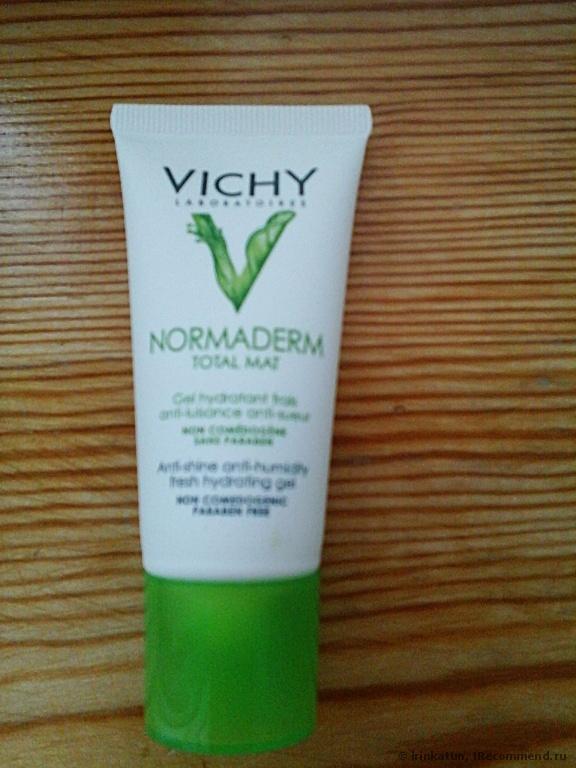 VICHY
LABORATOIRES
NORMADERM
TOTAL MAT
Gel hydratant frais
anti-luisance anti-sueur
NON COMÉDOGÈNE
SANS PARABEN
Anti-shine anti-humidity
fresh hydrating gel
NON COMEDOGENIC
PARABEN FREE
© Irinkatun, IRecommend.ru